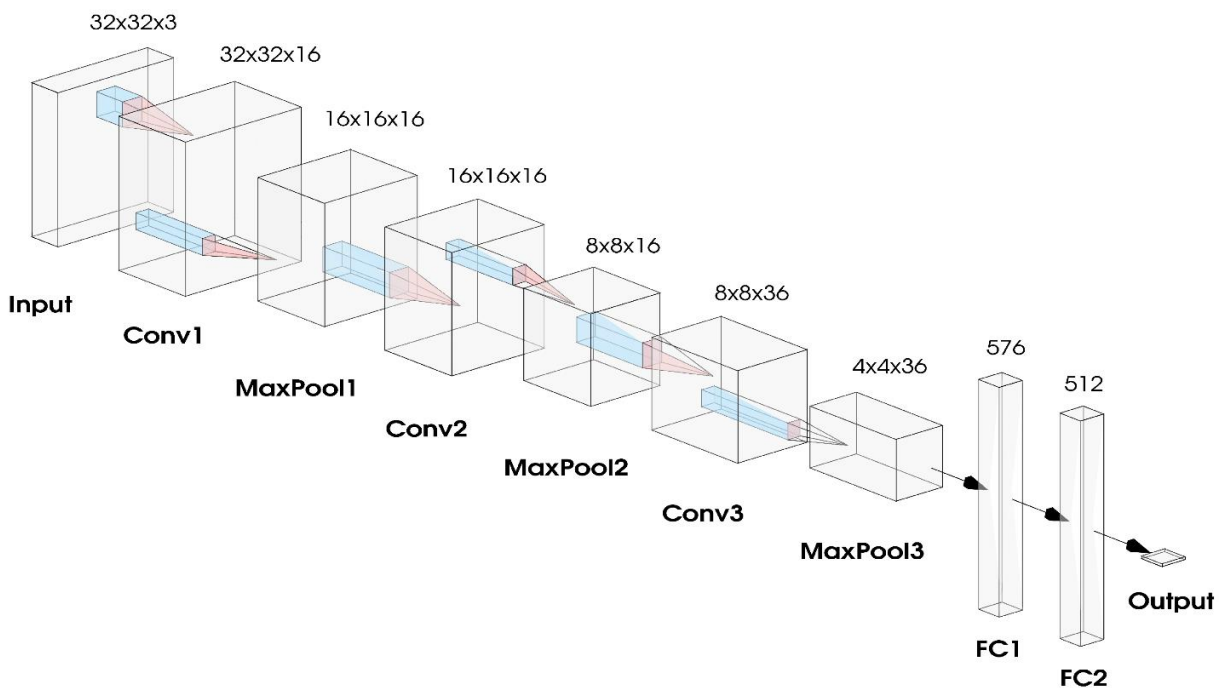 32x32x3
32x32x16
16x16x16
16x16x16
8x8x16
8x8x36
4x4x36
576
512
Input
Conv1
MaxPool1
Conv2
MaxPool2
Conv3
MaxPool3
FC1
FC2
Output